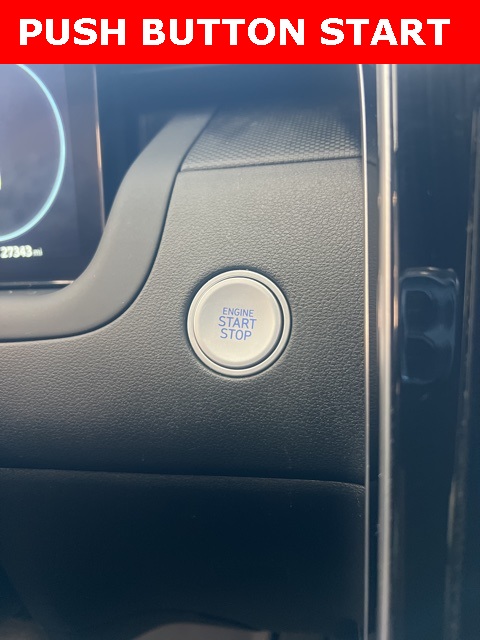 PUSH BUTTON START
27343 mi
ENGINE
START
STOP